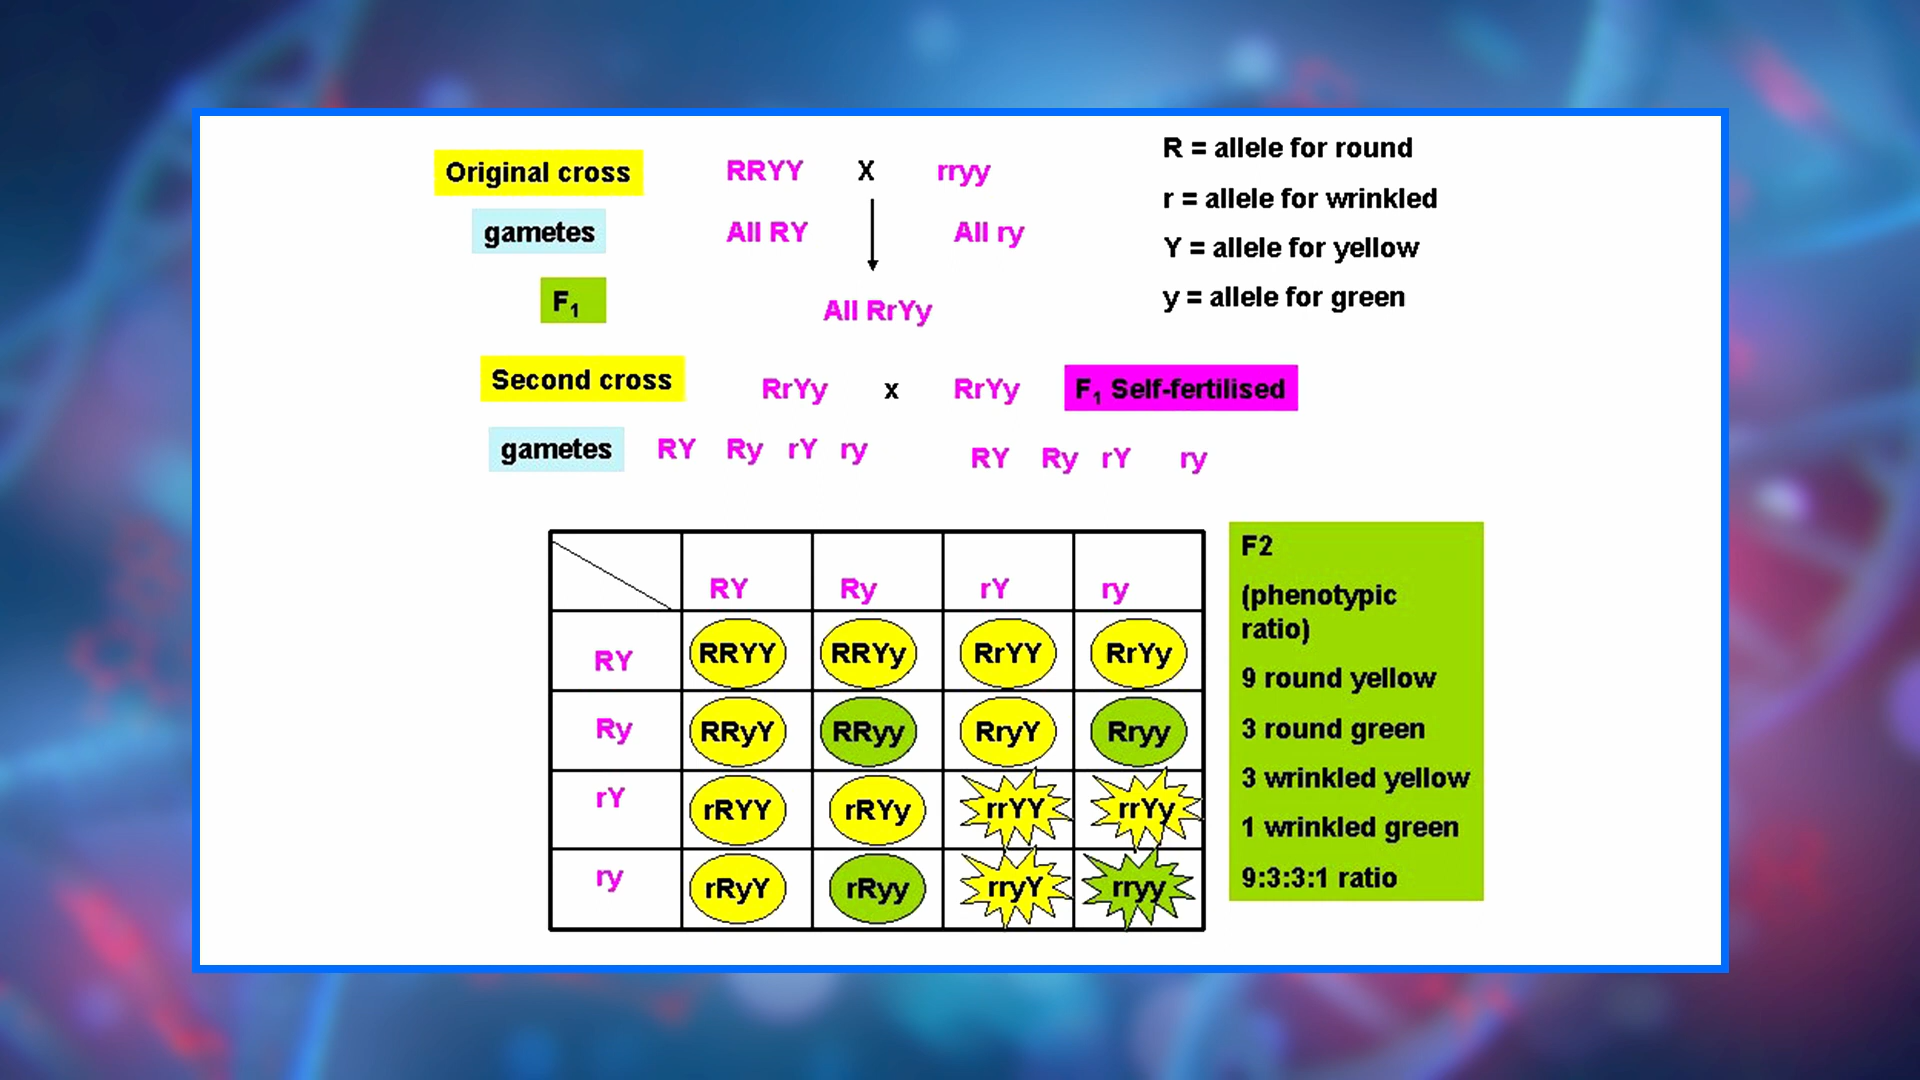 Original cross RRYY X rryy
gametes All RY All ry
F1 All RrYy
R = allele for round
r = allele for wrinkled
Y = allele for yellow
y = allele for green
Second cross RrYy x RrYy F1 Self-fertilised
gametes RY Ry rY ry RY Ry rY ry
RY Ry rY ry
RY RRYY RRYy RrYY RrYy
Ry RRyY RRyy RryY Rryy
rY rRYY rRYy rrYY rrYy
ry rRyY rRyy rryY rryy
F2
(phenotypic
ratio)
9 round yellow
3 round green
3 wrinkled yellow
1 wrinkled green
9:3:3:1 ratio